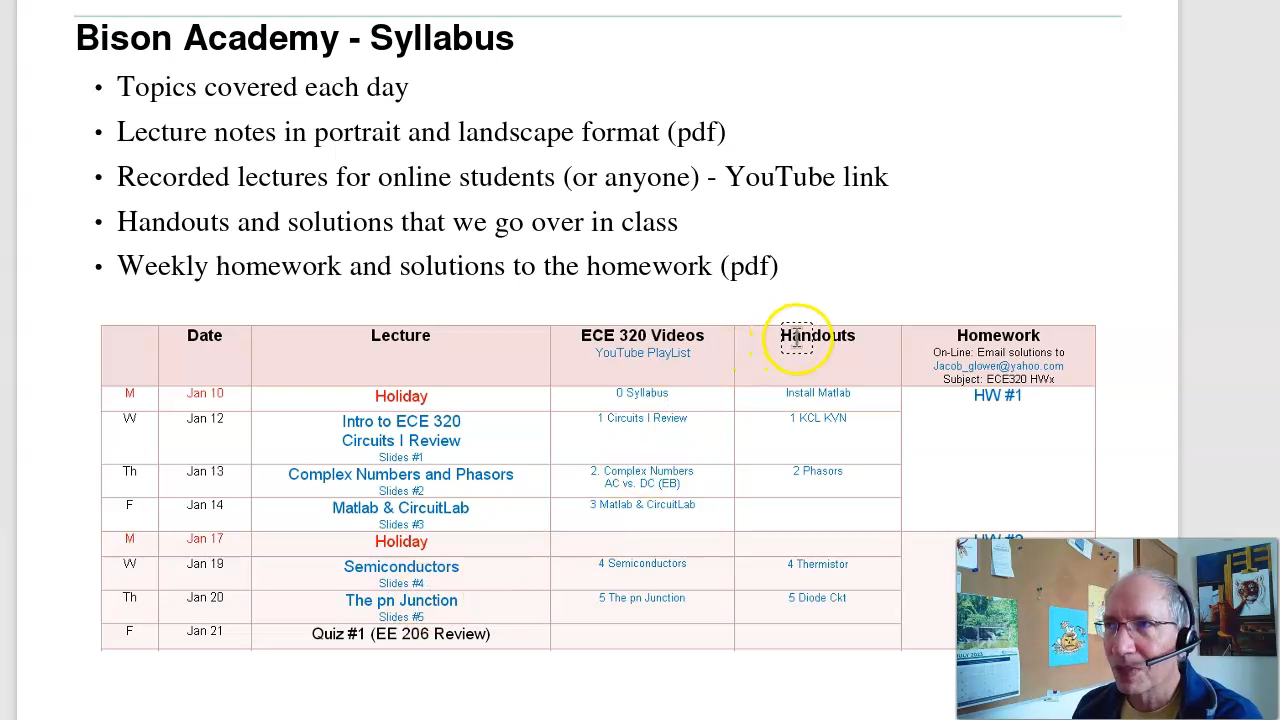 Bison Academy - Syllabus
• Topics covered each day
• Lecture notes in portrait and landscape format (pdf)
• Recorded lectures for online students (or anyone) - YouTube link
• Handouts and solutions that we go over in class
• Weekly homework and solutions to the homework (pdf)
Date Lecture ECE 320 Videos Handouts Homework
YouTube PlayList On-Line: Email solutions to
Jacob_glower@yahoo.com
Subject: ECE320 HWx
M Jan 10 Holiday 0 Syllabus Install Matlab HW #1
W Jan 12 Intro to ECE 320 1 Circuits I Review 1 KCL KVN
Circuits I Review
Slides #1
Th Jan 13 Complex Numbers and Phasors 2. Complex Numbers 2 Phasors
Slides #2 AC vs. DC (EB)
F Jan 14 Matlab & CircuitLab 3 Matlab & CircuitLab
Slides #3
M Jan 17 Holiday HW #2
W Jan 19 Semiconductors 4 Semiconductors 4 Thermistor
Slides #4
Th Jan 20 The pn Junction 5 The pn Junction 5 Diode Ckt
Slides #5
F Jan 21 Quiz #1 (EE 206 Review)